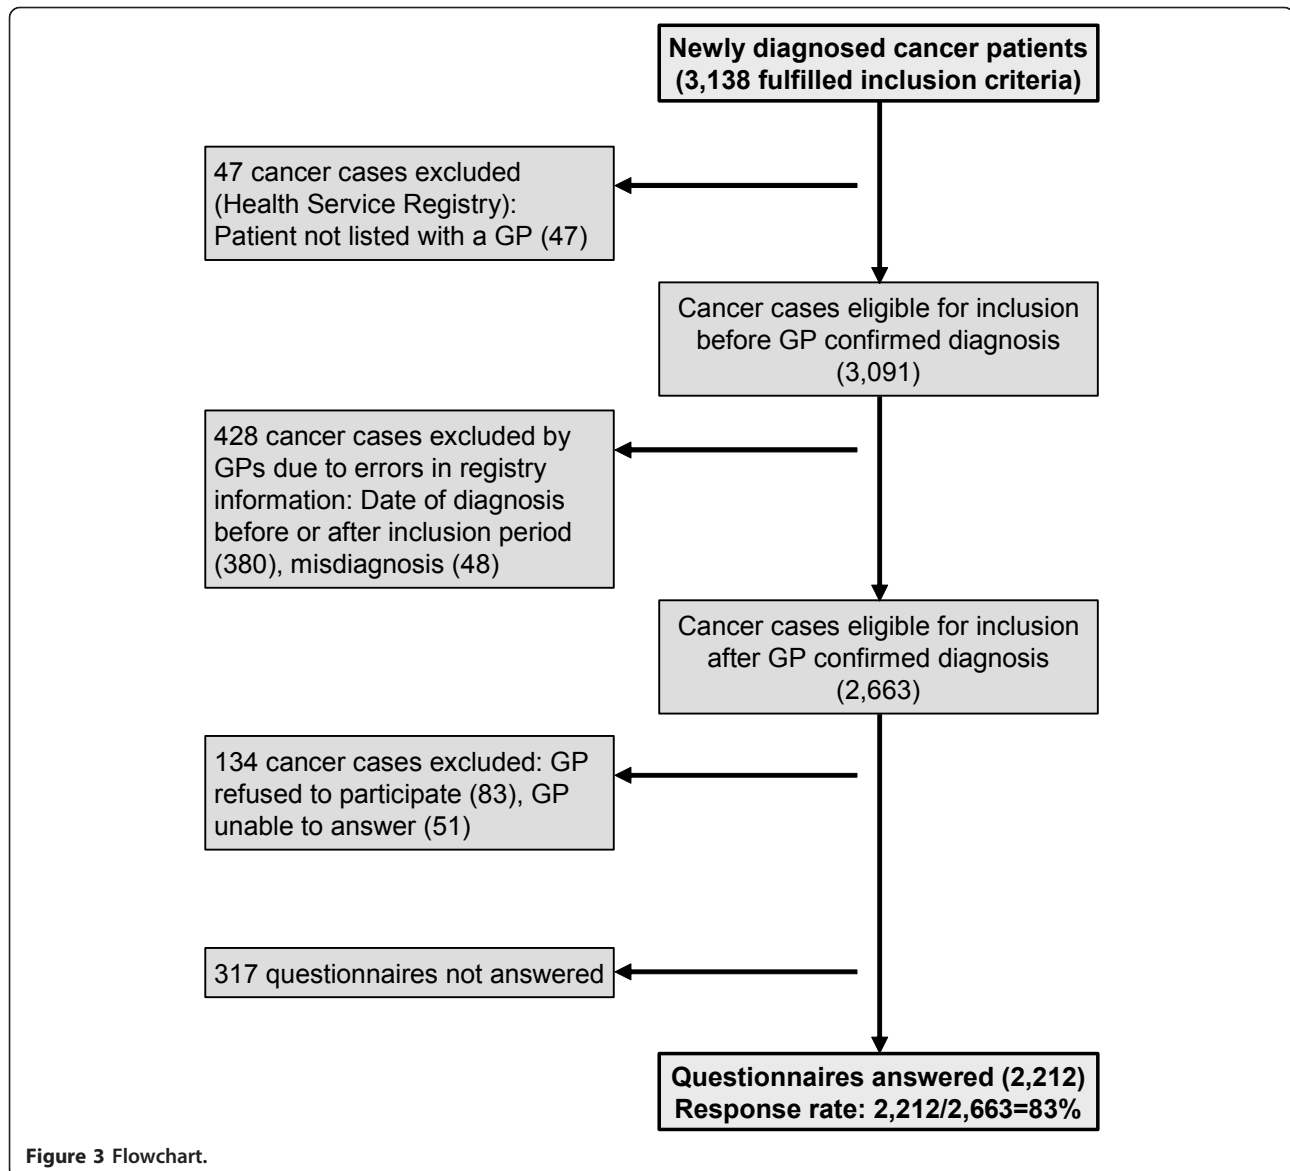 Newly diagnosed cancer patients
(3,138 fulfilled inclusion criteria)
47 cancer cases excluded
(Health Service Registry):
Patient not listed with a GP (47)
Cancer cases eligible for inclusion
before GP confirmed diagnosis
(3,091)
428 cancer cases excluded by
GPs due to errors in registry
information: Date of diagnosis
before or after inclusion period
(380), misdiagnosis (48)
Cancer cases eligible for inclusion
after GP confirmed diagnosis
(2,663)
134 cancer cases excluded: GP
refused to participate (83), GP
unable to answer (51)
317 questionnaires not answered
Questionnaires answered (2,212)
Response rate: 2,212/2,663=83%
Figure 3 Flowchart.